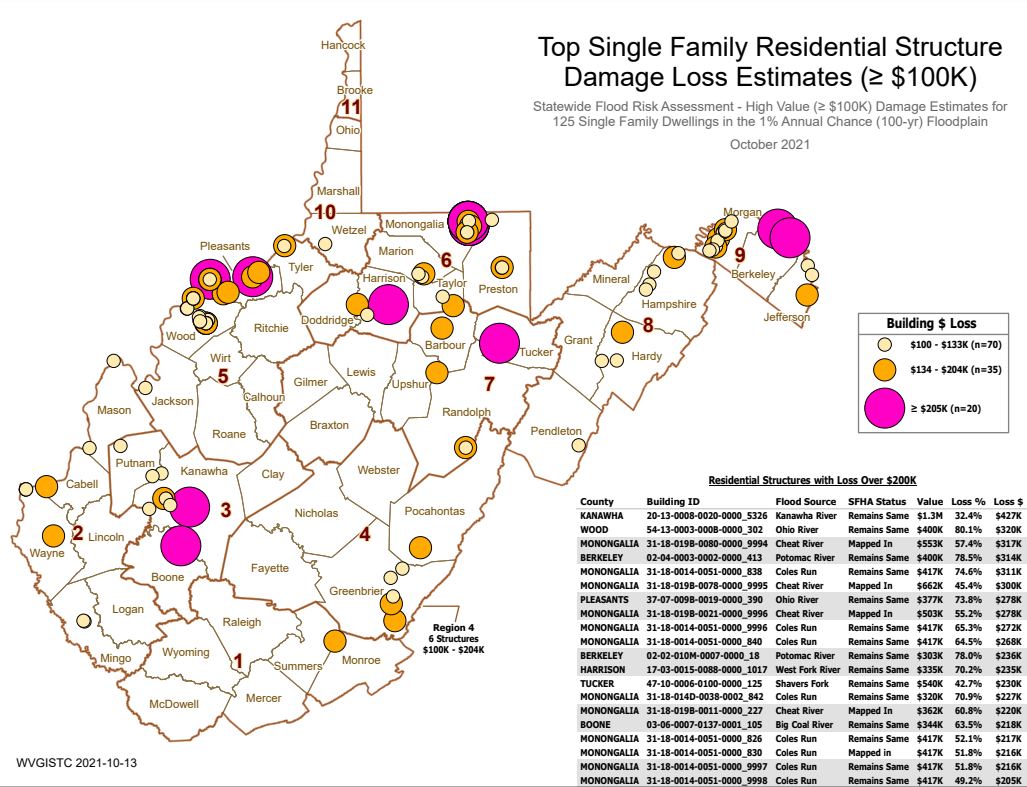 Top Single Family Residential Structure
Damage Loss Estimates (≥ $100K)
Statewide Flood Risk Assessment - High Value (≥ $100K) Damage Estimates for
125 Single Family Dwellings in the 1% Annual Chance (100-yr) Floodplain
October 2021
Hancock
Brooke
11
Ohio
Marshall
10
Wetzel
Monongalia
Morgan
Pleasants
Marion
6
9
Tyler
Harrison
Taylor
Preston
Mineral
Berkeley
Hampshire
Jefferson
Wood
Ritchie
Doddridge
Barbour
Tucker
Grant
8
Hardy
Wirt
5
Lewis
Upshur
7
Gilmer
Calhoun
Jackson
Mason
Randolph
Roane
Braxton
Pendleton
Putnam
Kanawha
Clay
Webster
Cabell
3
Nicholas
Pocahontas
2
Lincoln
4
Wayne
Boone
Fayette
Greenbrier
Logan
Raleigh
Region 4
6 Structures
$100K - $204K
Mingo
Wyoming
1
Summers
Monroe
McDowell
Mercer
Building $ Loss
$100 - $133K (n=70)
$134 - $204K (n=35)
≥ $205K (n=20)
Residential Structures with Loss Over $200K
County Building ID Flood Source SFHA Status Value Loss % Loss $
KANAWHA 20-13-0008-0020-0000_5326 Kanawha River Remains Same $1.3M 32.4% $427K
WOOD 54-13-0003-000B-0000_302 Ohio River Remains Same $400K 80.1% $320K
MONONGALIA 31-18-019B-0080-0000_9994 Cheat River Mapped In $553K 57.4% $317K
BERKELEY 02-04-0003-0002-0000_413 Potomac River Remains Same $400K 78.5% $314K
MONONGALIA 31-18-0014-0051-0000_838 Coles Run Remains Same $417K 74.6% $311K
MONONGALIA 31-18-019B-0078-0000_9995 Cheat River Mapped In $662K 45.4% $300K
PLEASANTS 37-07-009B-0019-0000_390 Ohio River Remains Same $377K 73.8% $278K
MONONGALIA 31-18-019B-0021-0000_9996 Cheat River Mapped In $503K 55.2% $278K
MONONGALIA 31-18-0014-0051-0000_9996 Coles Run Remains Same $417K 65.3% $272K
MONONGALIA 31-18-0014-0051-0000_840 Coles Run Remains Same $417K 64.5% $268K
BERKELEY 02-02-010M-0007-0000_18 Potomac River Remains Same $303K 78.0% $236K
HARRISON 17-03-0015-0088-0000_1017 West Fork River Remains Same $335K 70.2% $235K
TUCKER 47-10-0006-0100-0000_125 Shavers Fork Remains Same $540K 42.7% $230K
MONONGALIA 31-18-014D-0038-0002_842 Coles Run Remains Same $320K 70.9% $227K
MONONGALIA 31-18-019B-0011-0000_227 Cheat River Mapped In $362K 60.8% $220K
BOONE 03-06-0007-0137-0001_105 Big Coal River Remains Same $344K 63.5% $218K
MONONGALIA 31-18-0014-0051-0000_826 Coles Run Remains Same $417K 52.1% $217K
MONONGALIA 31-18-0014-0051-0000_830 Coles Run Mapped in $417K 51.8% $216K
MONONGALIA 31-18-0014-0051-0000_9997 Coles Run Remains Same $417K 51.8% $216K
MONONGALIA 31-18-0014-0051-0000_9998 Coles Run Remains Same $417K 49.2% $205K
WVGISTC 2021-10-13